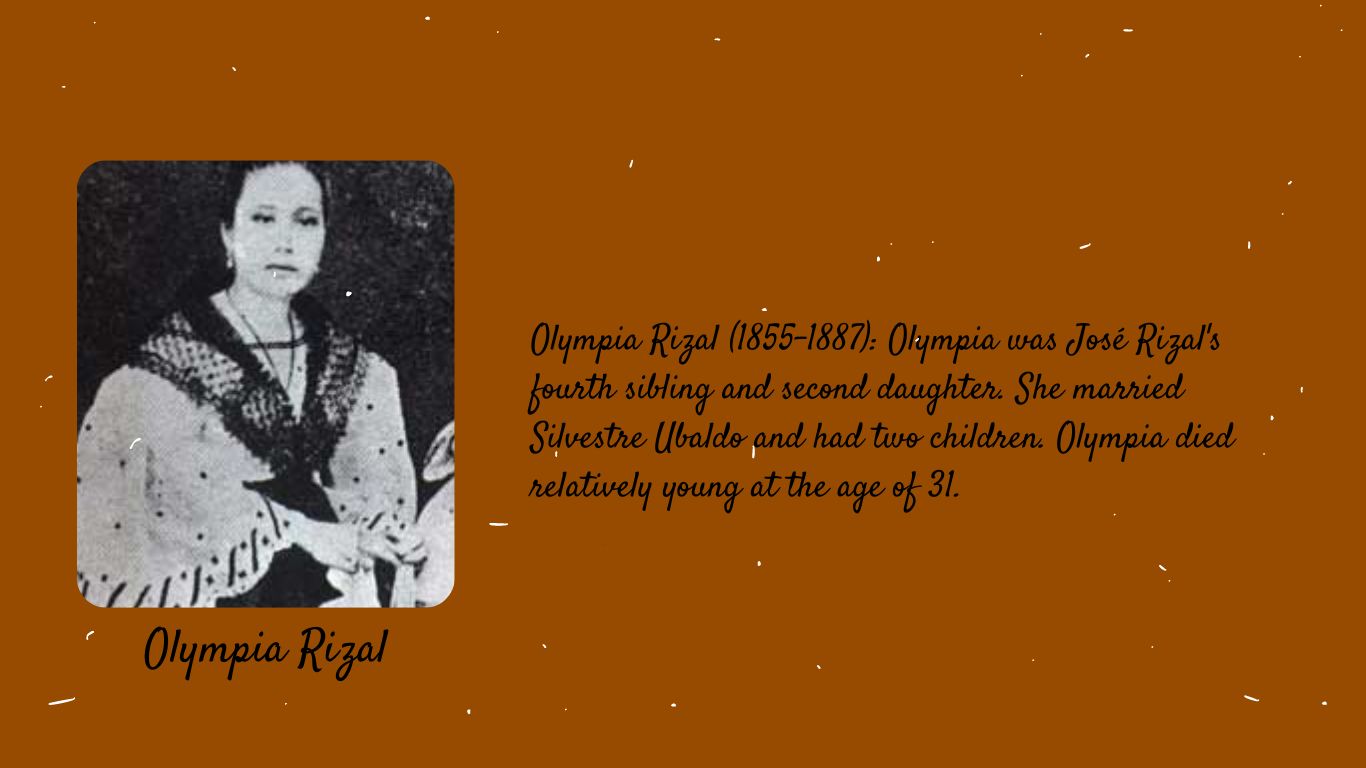 Olympia Rizal (1855-1887): Olympia was José Rizal's
fourth sibling and second daughter. She married
Silvestre Ubaldo and had two children. Olympia died
relatively young at the age of 31.
Olympia Rizal